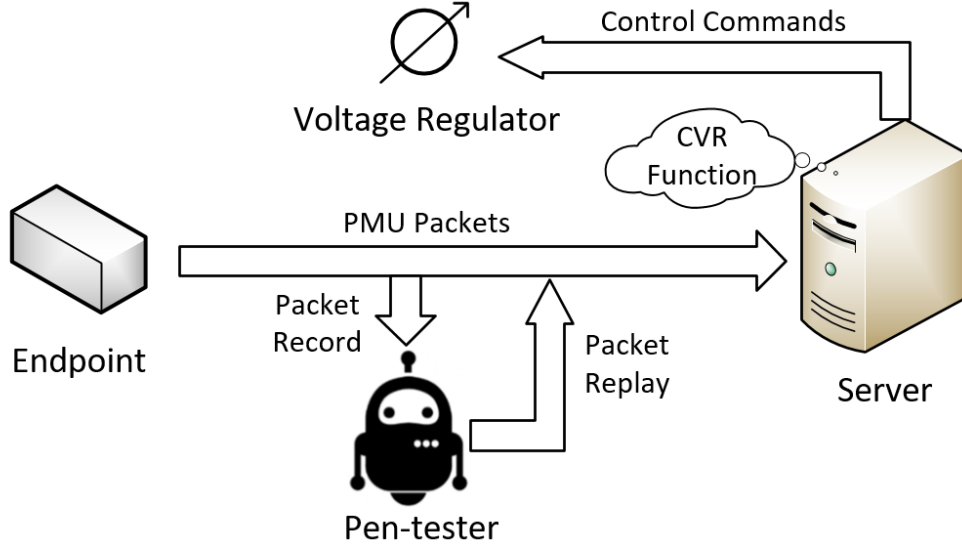 Control Commands
Voltage Regulator
CVR
Function
PMU Packets
Packet
Record
Packet
Replay
Endpoint
Server
Pen-tester